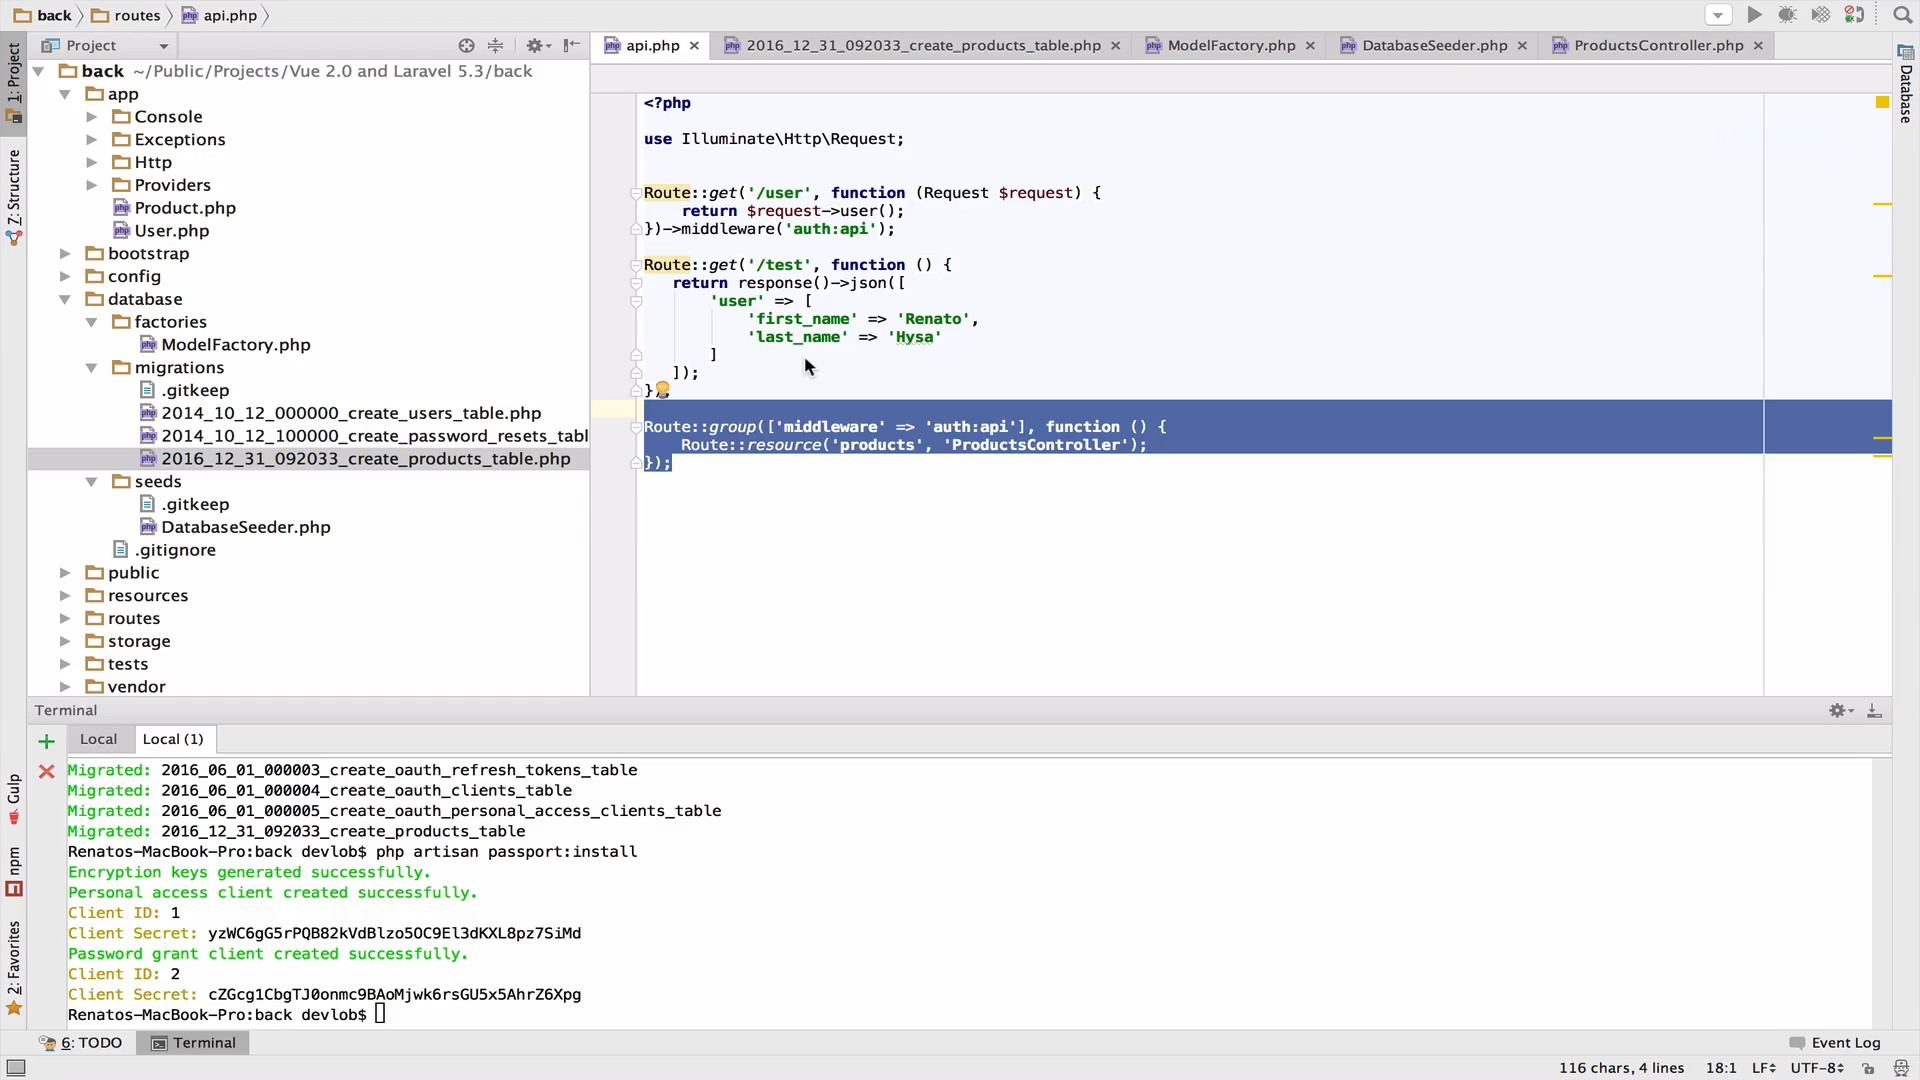 back
routes
api.php
1: Project
Project
api.php
2016_12_31_092033_create_products_table.php
ModelFactory.php
DatabaseSeeder.php
ProductsController.php
Database
back ~/Public/Projects/Vue 2.0 and Laravel 5.3/back
app
Console
Exceptions
Http
Providers
Product.php
User.php
bootstrap
config
database
factories
ModelFactory.php
migrations
.gitkeep
2014_10_12_000000_create_users_table.php
2014_10_12_100000_create_password_resets_tabl
2016_12_31_092033_create_products_table.php
seeds
.gitkeep
DatabaseSeeder.php
.gitignore
public
resources
routes
storage
tests
vendor
Z: Structure
<?php
use Illuminate\Http\Request;
Route::get('/user', function (Request $request) {
return $request->user();
})->middleware('auth:api');
Route::get('/test', function () {
return response()->json([
'user' => [
'first_name' => 'Renato',
'last_name' => 'Hysa'
]
]);
}
Route::group(['middleware' => 'auth:api'], function () {
Route::resource('products', 'ProductsController');
});
Terminal
Local
Local (1)
Migrated: 2016_06_01_000003_create_oauth_refresh_tokens_table
Migrated: 2016_06_01_000004_create_oauth_clients_table
Migrated: 2016_06_01_000005_create_oauth_personal_access_clients_table
Migrated: 2016_12_31_092033_create_products_table
Renatos-MacBook-Pro:back devlob$ php artisan passport:install
Encryption keys generated successfully.
Personal access client created successfully.
Client ID: 1
Client Secret: yzWC6gG5rPQB82kVdBlzo5OC9El3dKXL8pz7SiMd
Password grant client created successfully.
Client ID: 2
Client Secret: cZGcg1CbgTJ0onmc9BAoMjwk6rsGU5x5AhrZ6Xpg
Renatos-MacBook-Pro:back devlob$
Gulp
npm
2: Favorites
6: TODO
Terminal
Event Log
116 chars, 4 lines
18:1
LF
UTF-8